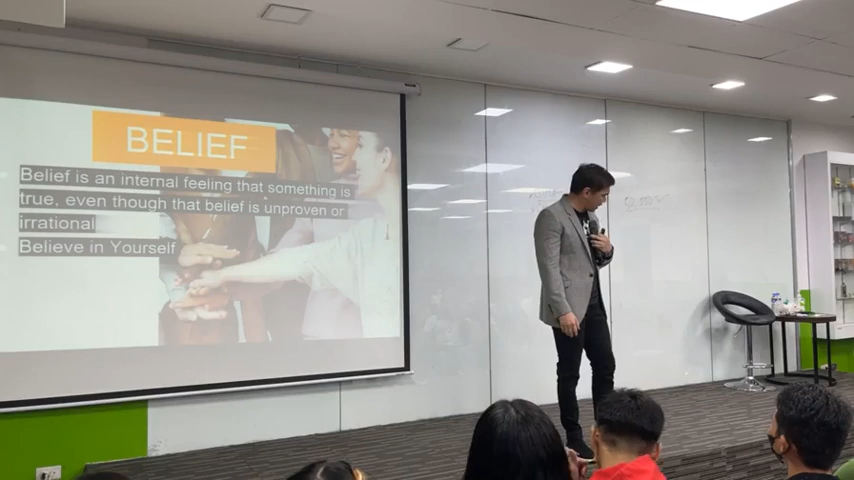 BELIEF
Belief is an internal feeling that something is
true, even though that belief is unproven or
irrational
Believe in Yourself